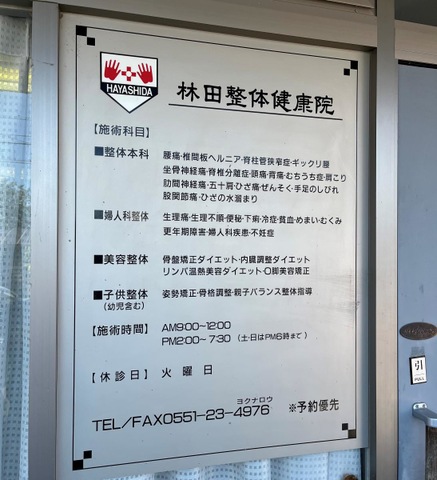 HAYASHIDA
林田整体健康院
【施術科目】
■整体本科 腰痛・椎間板ヘルニア・脊柱管狭窄症・ギックリ腰
坐骨神経痛・脊椎分離症・頭痛・背痛・むちうち症・肩こり
肋間神経痛・五十肩・ひざ痛・ぜんそく・手足のしびれ
股関節痛・ひざの水溜まり
■婦人科整体 生理痛・生理不順・便秘・下痢・冷症・貧血・めまい・むくみ
更年期障害・婦人科疾患・不妊症
■美容整体 骨盤矯正ダイエット・内臓調整ダイエット
リンパ温熱美容ダイエット・O脚美容矯正
■子供整体 姿勢矯正・骨格調整・親子バランス整体指導
(幼児含む)
【施術時間】 AM9:00~12:00
PM2:00~7:30 (土・日はPM6時まで)
【休診日】 火曜日
ヨクナロウ
TEL/FAX0551-23-4976 ※予約優先
引